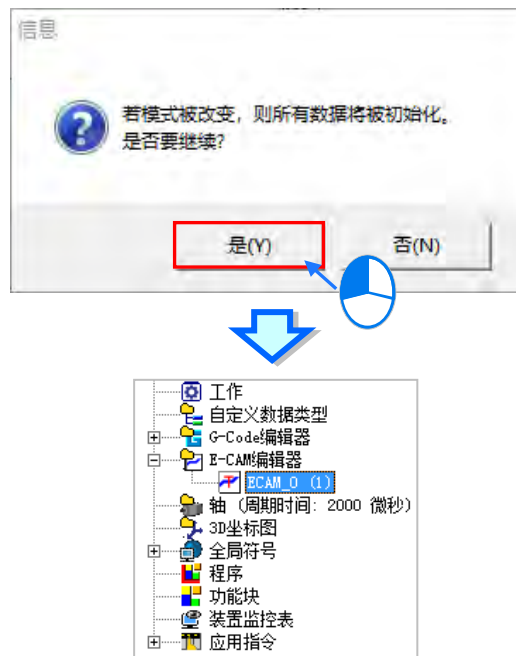 信息
若模式被改变，则所有数据将被初始化。
是否要继续?
是(Y)
否(N)
工作
自定义数据类型
G-Code编辑器
E-CAM编辑器
ECAM_0 (1)
轴 (周期时间: 2000 微秒)
3D坐标图
全局符号
程序
功能块
装置监控表
应用指令